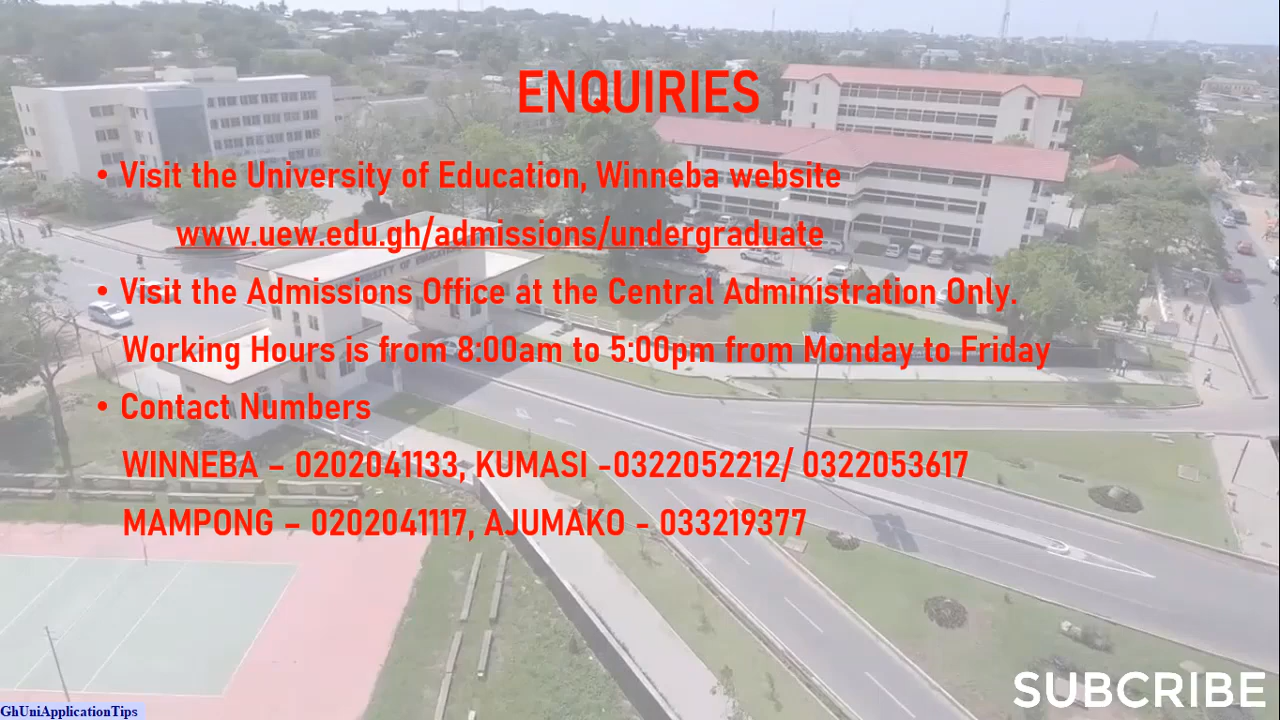 ENQUIRIES
• Visit the University of Education, Winneba website
www.uew.edu.gh/admissions/undergraduate
• Visit the Admissions Office at the Central Administration Only.
Working Hours is from 8:00am to 5:00pm from Monday to Friday
• Contact Numbers
WINNEBA – 0202041133, KUMASI -0322052212/ 0322053617
MAMPONG – 0202041117, AJUMAKO - 033219377
SUBCRIBE
GhUniApplicationTips